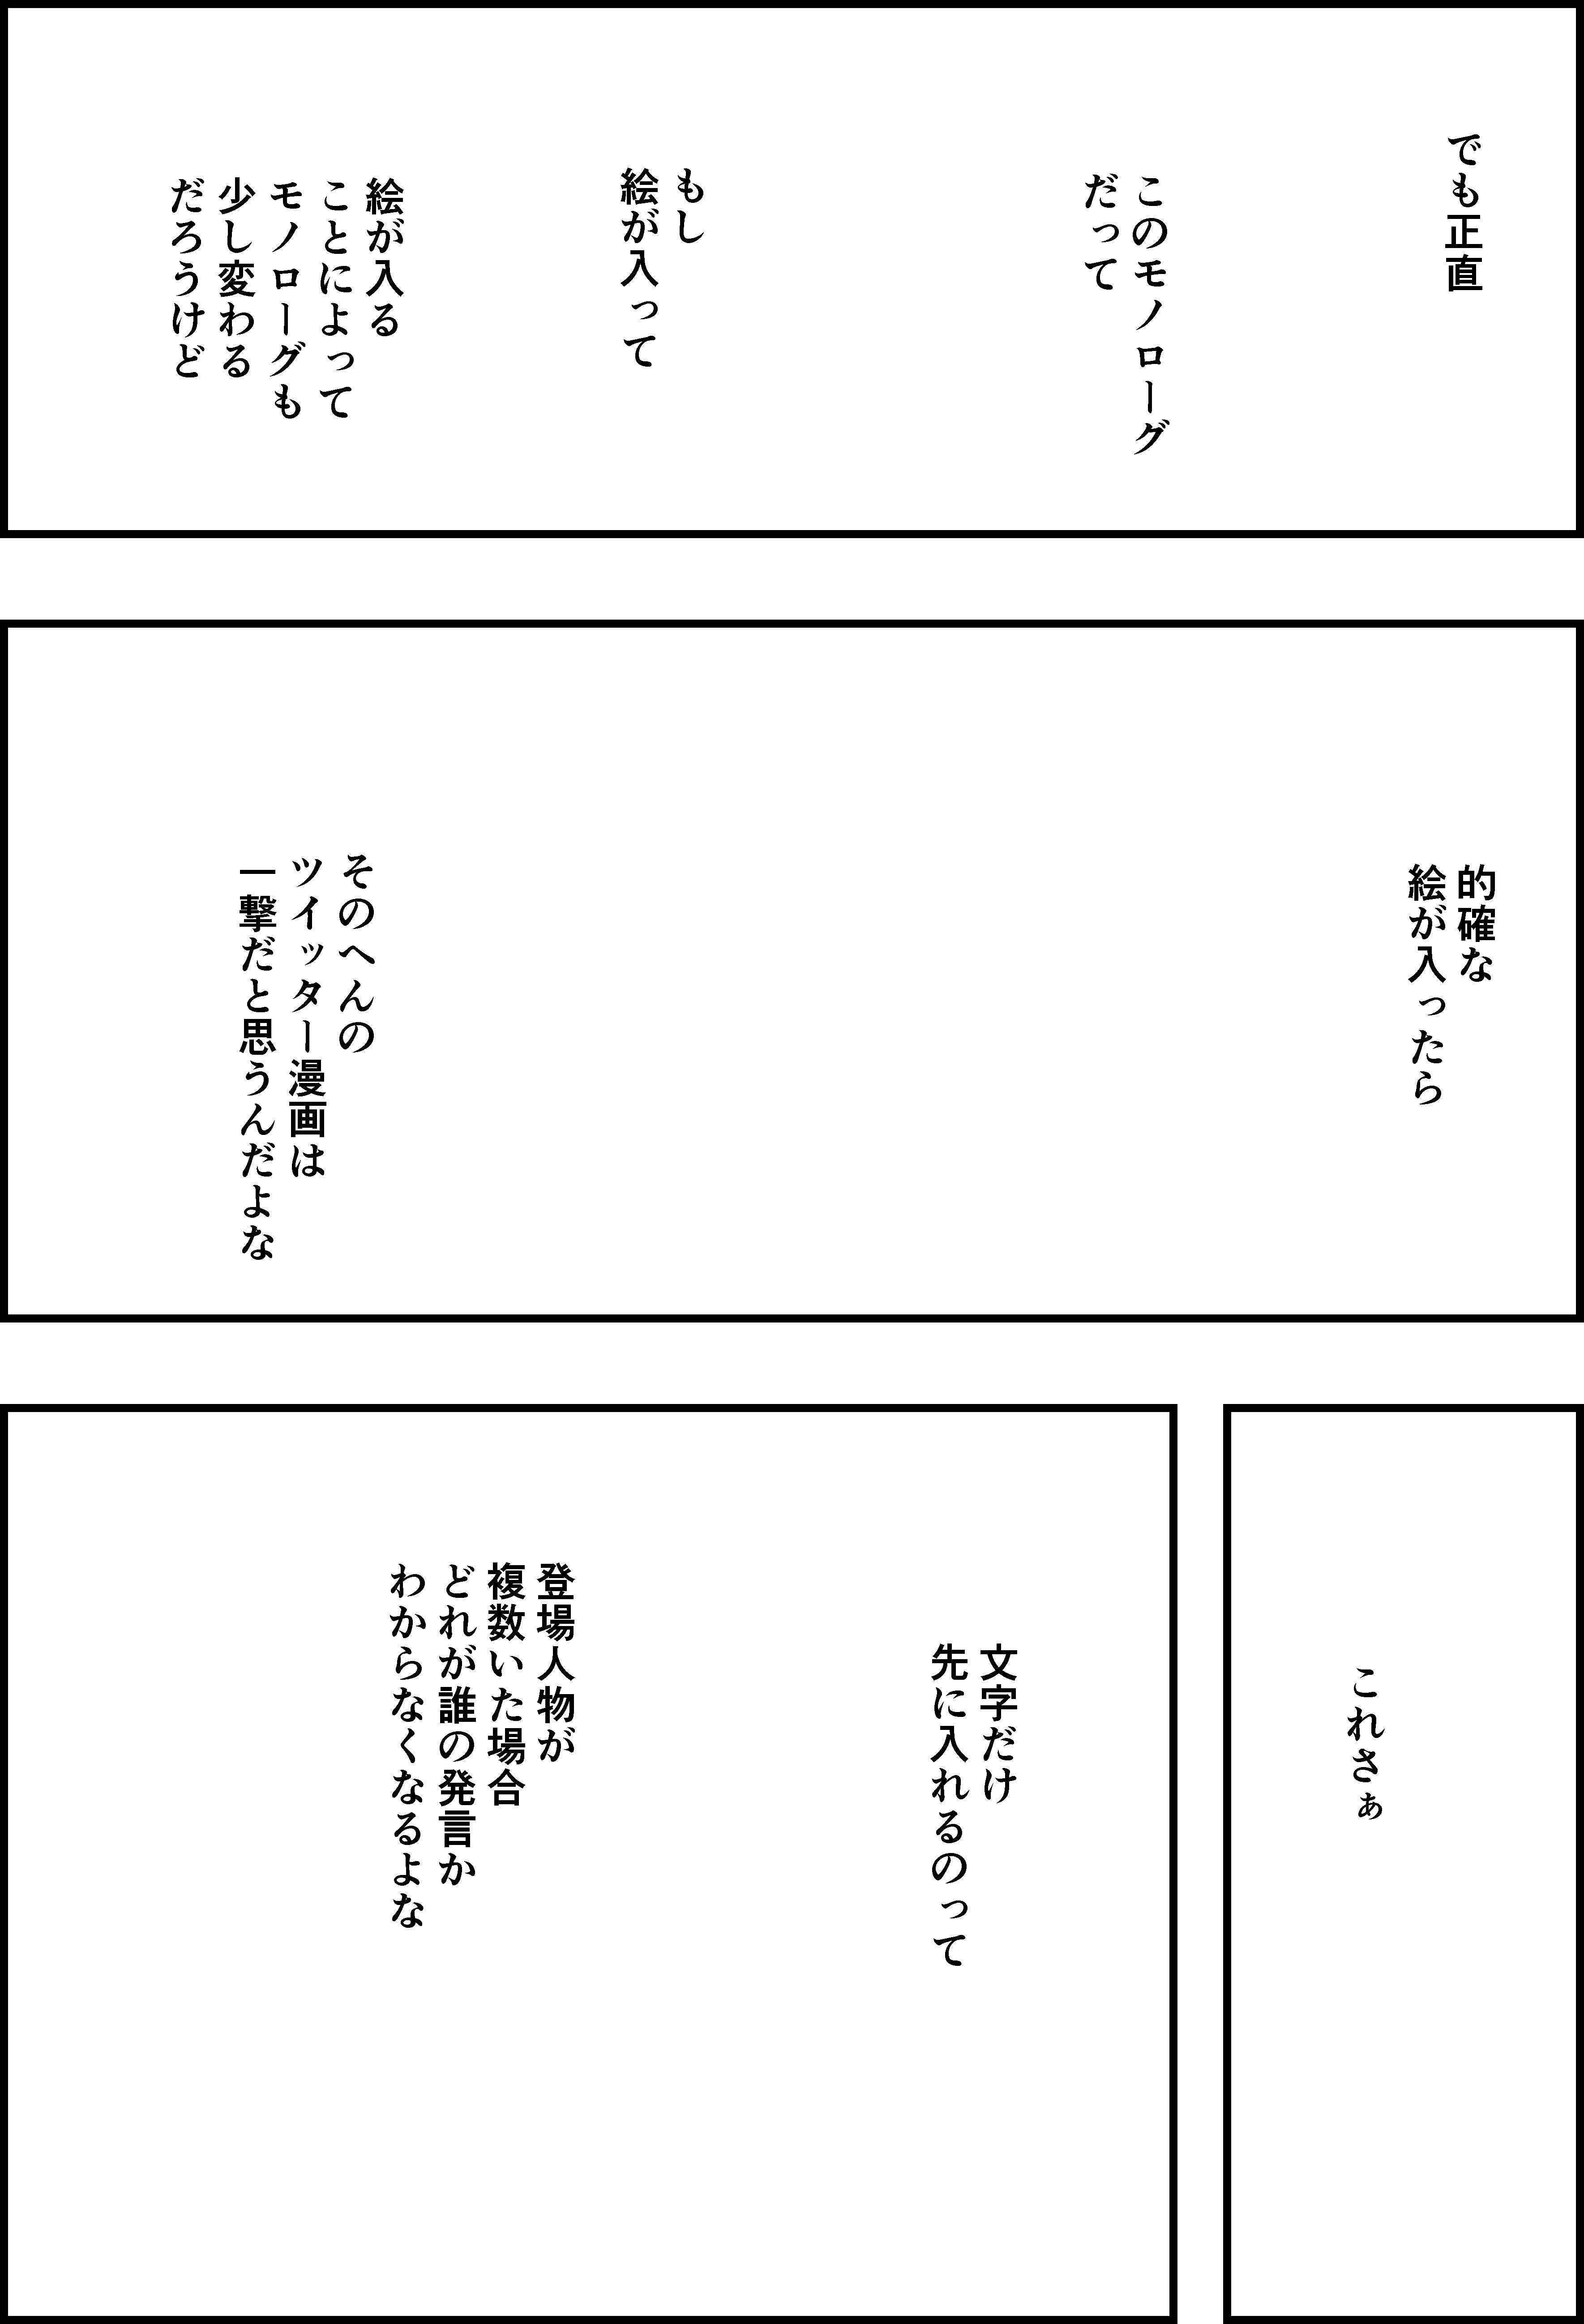 でも正直
このモノローグ
だって
もし
絵が入って
絵が入る
ことによって
モノローグも
少し変わる
だろうけど
的確な
絵が入ったら
そのへんの
ツイッター漫画は
一撃だと思うんだよな
これさぁ
文字だけ
先に入れるのって
登場人物が
複数いた場合
どれが誰の発言か
わからなくなるよな